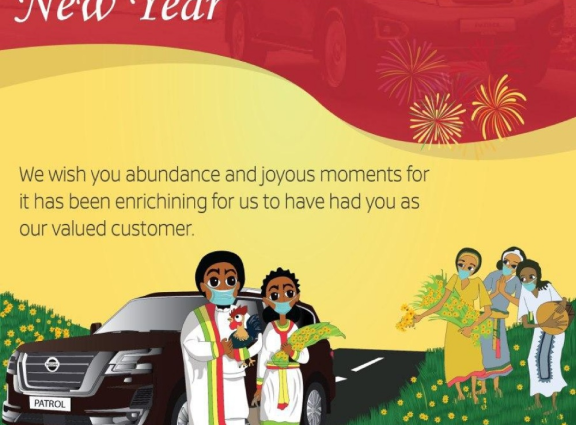 New Year
We wish you abundance and joyous moments for
it has been enrichining for us to have had you as
our valued customer.
PATROL